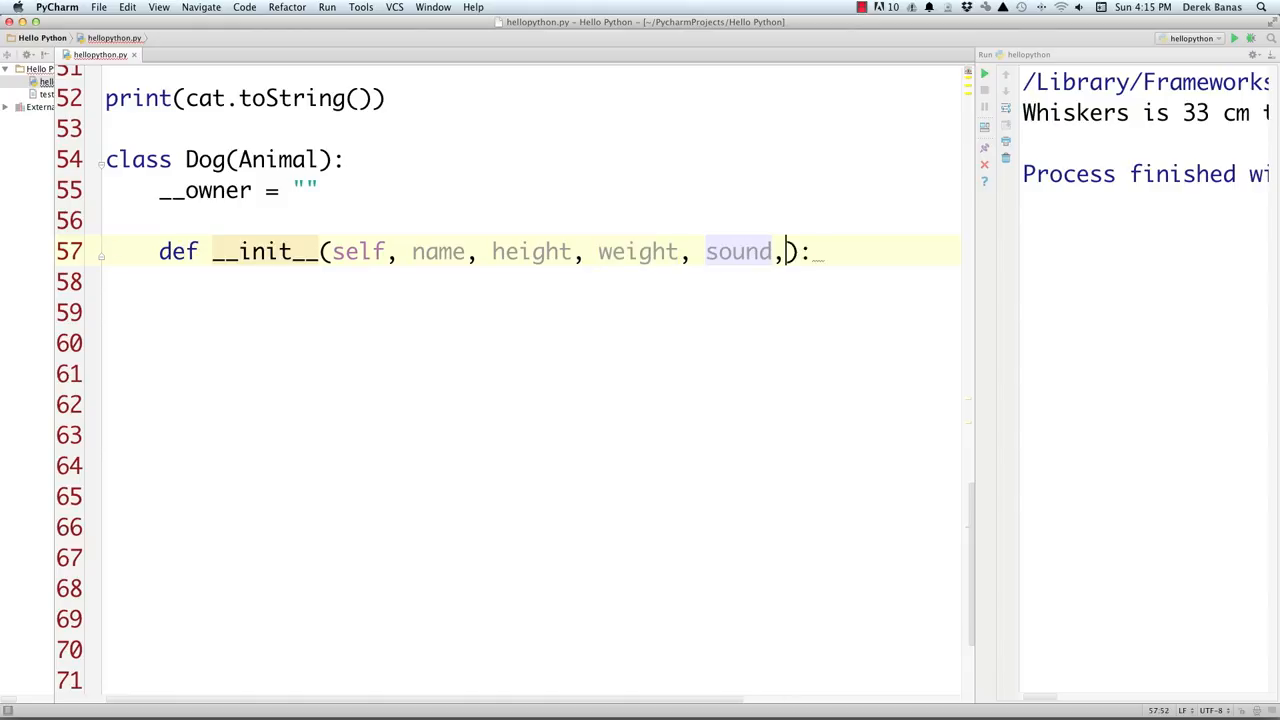 PyCharm File Edit View Navigate Code Refactor Run Tools VCS Window Help 10 Sun 4:15 PM Derek Banas
hellopython.py - Hello Python - [~/PycharmProjects/Hello Python]
Hello Python hellopython.py hellopython
hellopython.py Run hellopython
Hello P
hell
test
Externa
51
52 print(cat.toString())
53
54 class Dog(Animal):
55 __owner = ""
56
57 def __init__(self, name, height, weight, sound,):
58
59
60
61
62
63
64
65
66
67
68
69
70
71
/Library/Frameworks
Whiskers is 33 cm t
Process finished wi
57:52 LF UTF-8